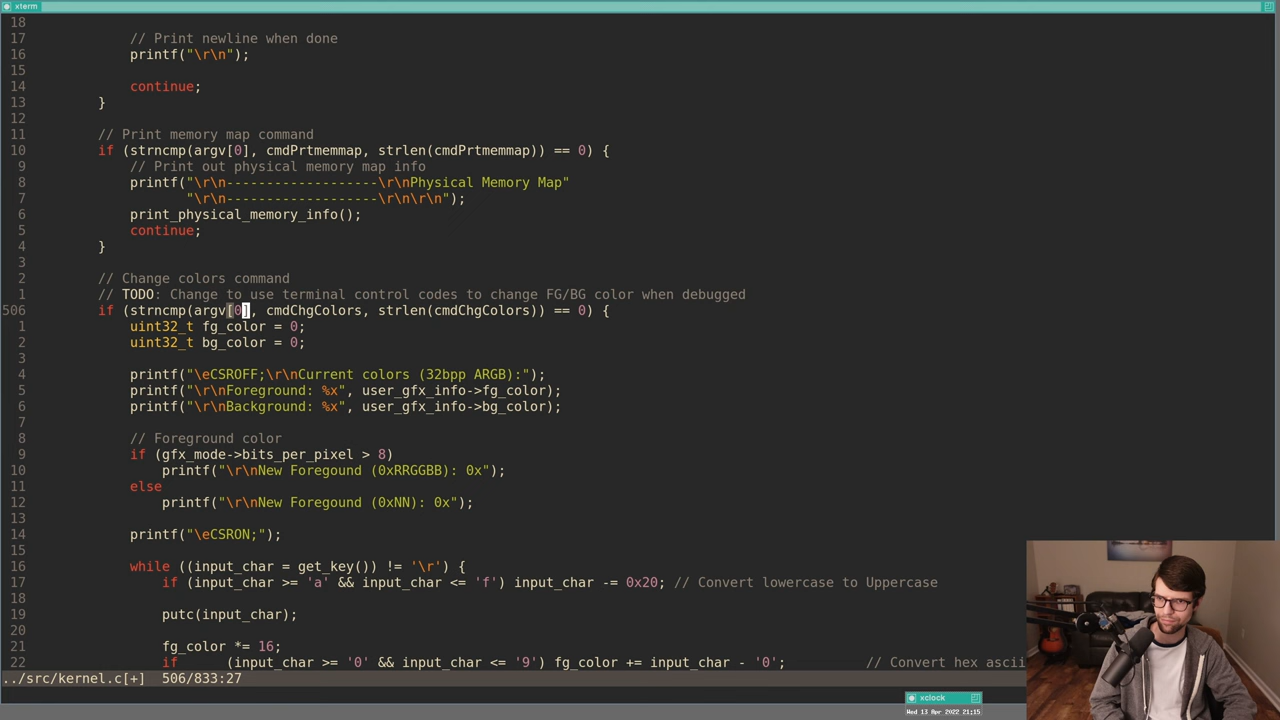 xterm
18
17 // Print newline when done
16 printf("\r\n");
15
14 continue;
13 }
12
11 // Print memory map command
10 if (strncmp(argv[0], cmdPrtmemmap, strlen(cmdPrtmemmap)) == 0) {
9 // Print out physical memory map info
8 printf("\r\n-------------------\r\nPhysical Memory Map"
7 "\r\n-------------------\r\n\r\n");
6 print_physical_memory_info();
5 continue;
4 }
3
2 // Change colors command
1 // TODO: Change to use terminal control codes to change FG/BG color when debugged
506 if (strncmp(argv[0], cmdChgColors, strlen(cmdChgColors)) == 0) {
1 uint32_t fg_color = 0;
2 uint32_t bg_color = 0;
3
4 printf("\eCSROFF;\r\nCurrent colors (32bpp ARGB):");
5 printf("\r\nForeground: %x", user_gfx_info->fg_color);
6 printf("\r\nBackground: %x", user_gfx_info->bg_color);
7
8 // Foreground color
9 if (gfx_mode->bits_per_pixel > 8)
10 printf("\r\nNew Foregound (0xRRGGBB): 0x");
11 else
12 printf("\r\nNew Foregound (0xNN): 0x");
13
14 printf("\eCSRON;");
15
16 while ((input_char = get_key()) != '\r') {
17 if (input_char >= 'a' && input_char <= 'f') input_char -= 0x20; // Convert lowercase to Uppercase
18
19 putc(input_char);
20
21 fg_color *= 16;
22 if (input_char >= '0' && input_char <= '9') fg_color += input_char - '0'; // Convert hex ascii
../src/kernel.c[+] 506/833:27
xclock
Wed 13 Apr 2022 21:15